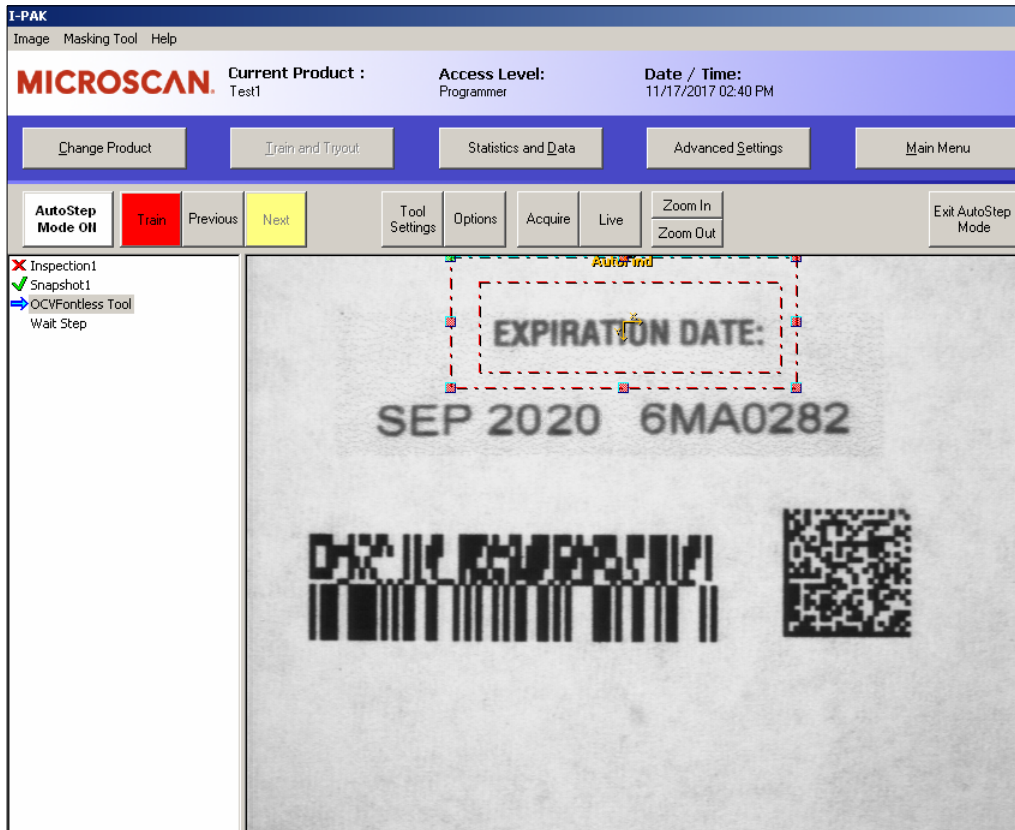 I-PAK
Image Masking Tool Help
MICROSCAN. Current Product : Access Level: Date / Time:
Test1 Programmer 11/17/2017 02:40 PM
Change Product Train and Tryout Statistics and Data Advanced Settings Main Menu
AutoStep Mode ON Train Previous Next Tool Settings Options Acquire Live Zoom In Zoom Out Exit AutoStep Mode
Inspection1
Snapshot1
OCVFontless Tool
Wait Step
AutoFind
EXPIRATION DATE:
SEP 2020 6MA0282